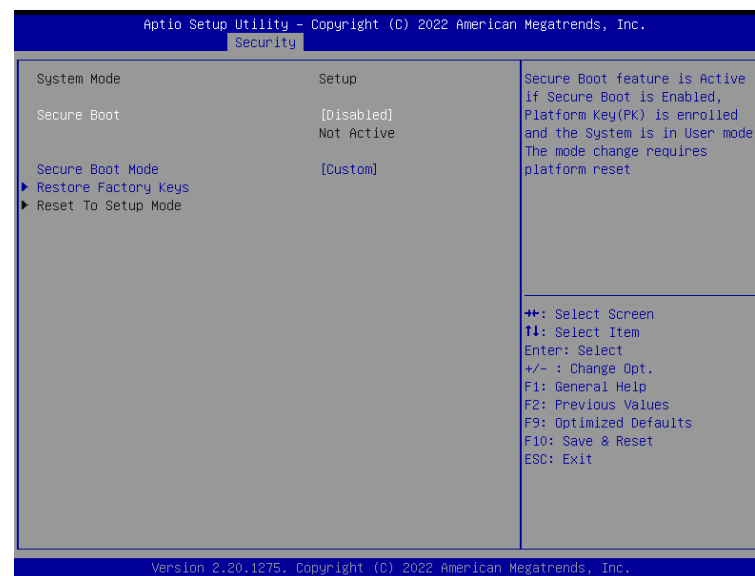 Aptio Setup Utility – Copyright (C) 2022 American Megatrends, Inc.
Security
System Mode Setup
Secure Boot [Disabled]
Not Active
Secure Boot Mode [Custom]
Restore Factory Keys
Reset To Setup Mode
Secure Boot feature is Active
if Secure Boot is Enabled,
Platform Key(PK) is enrolled
and the System is in User mode
The mode change requires
platform reset
→←: Select Screen
↑↓: Select Item
Enter: Select
+/- : Change Opt.
F1: General Help
F2: Previous Values
F9: Optimized Defaults
F10: Save & Reset
ESC: Exit
Version 2.20.1275. Copyright (C) 2022 American Megatrends, Inc.